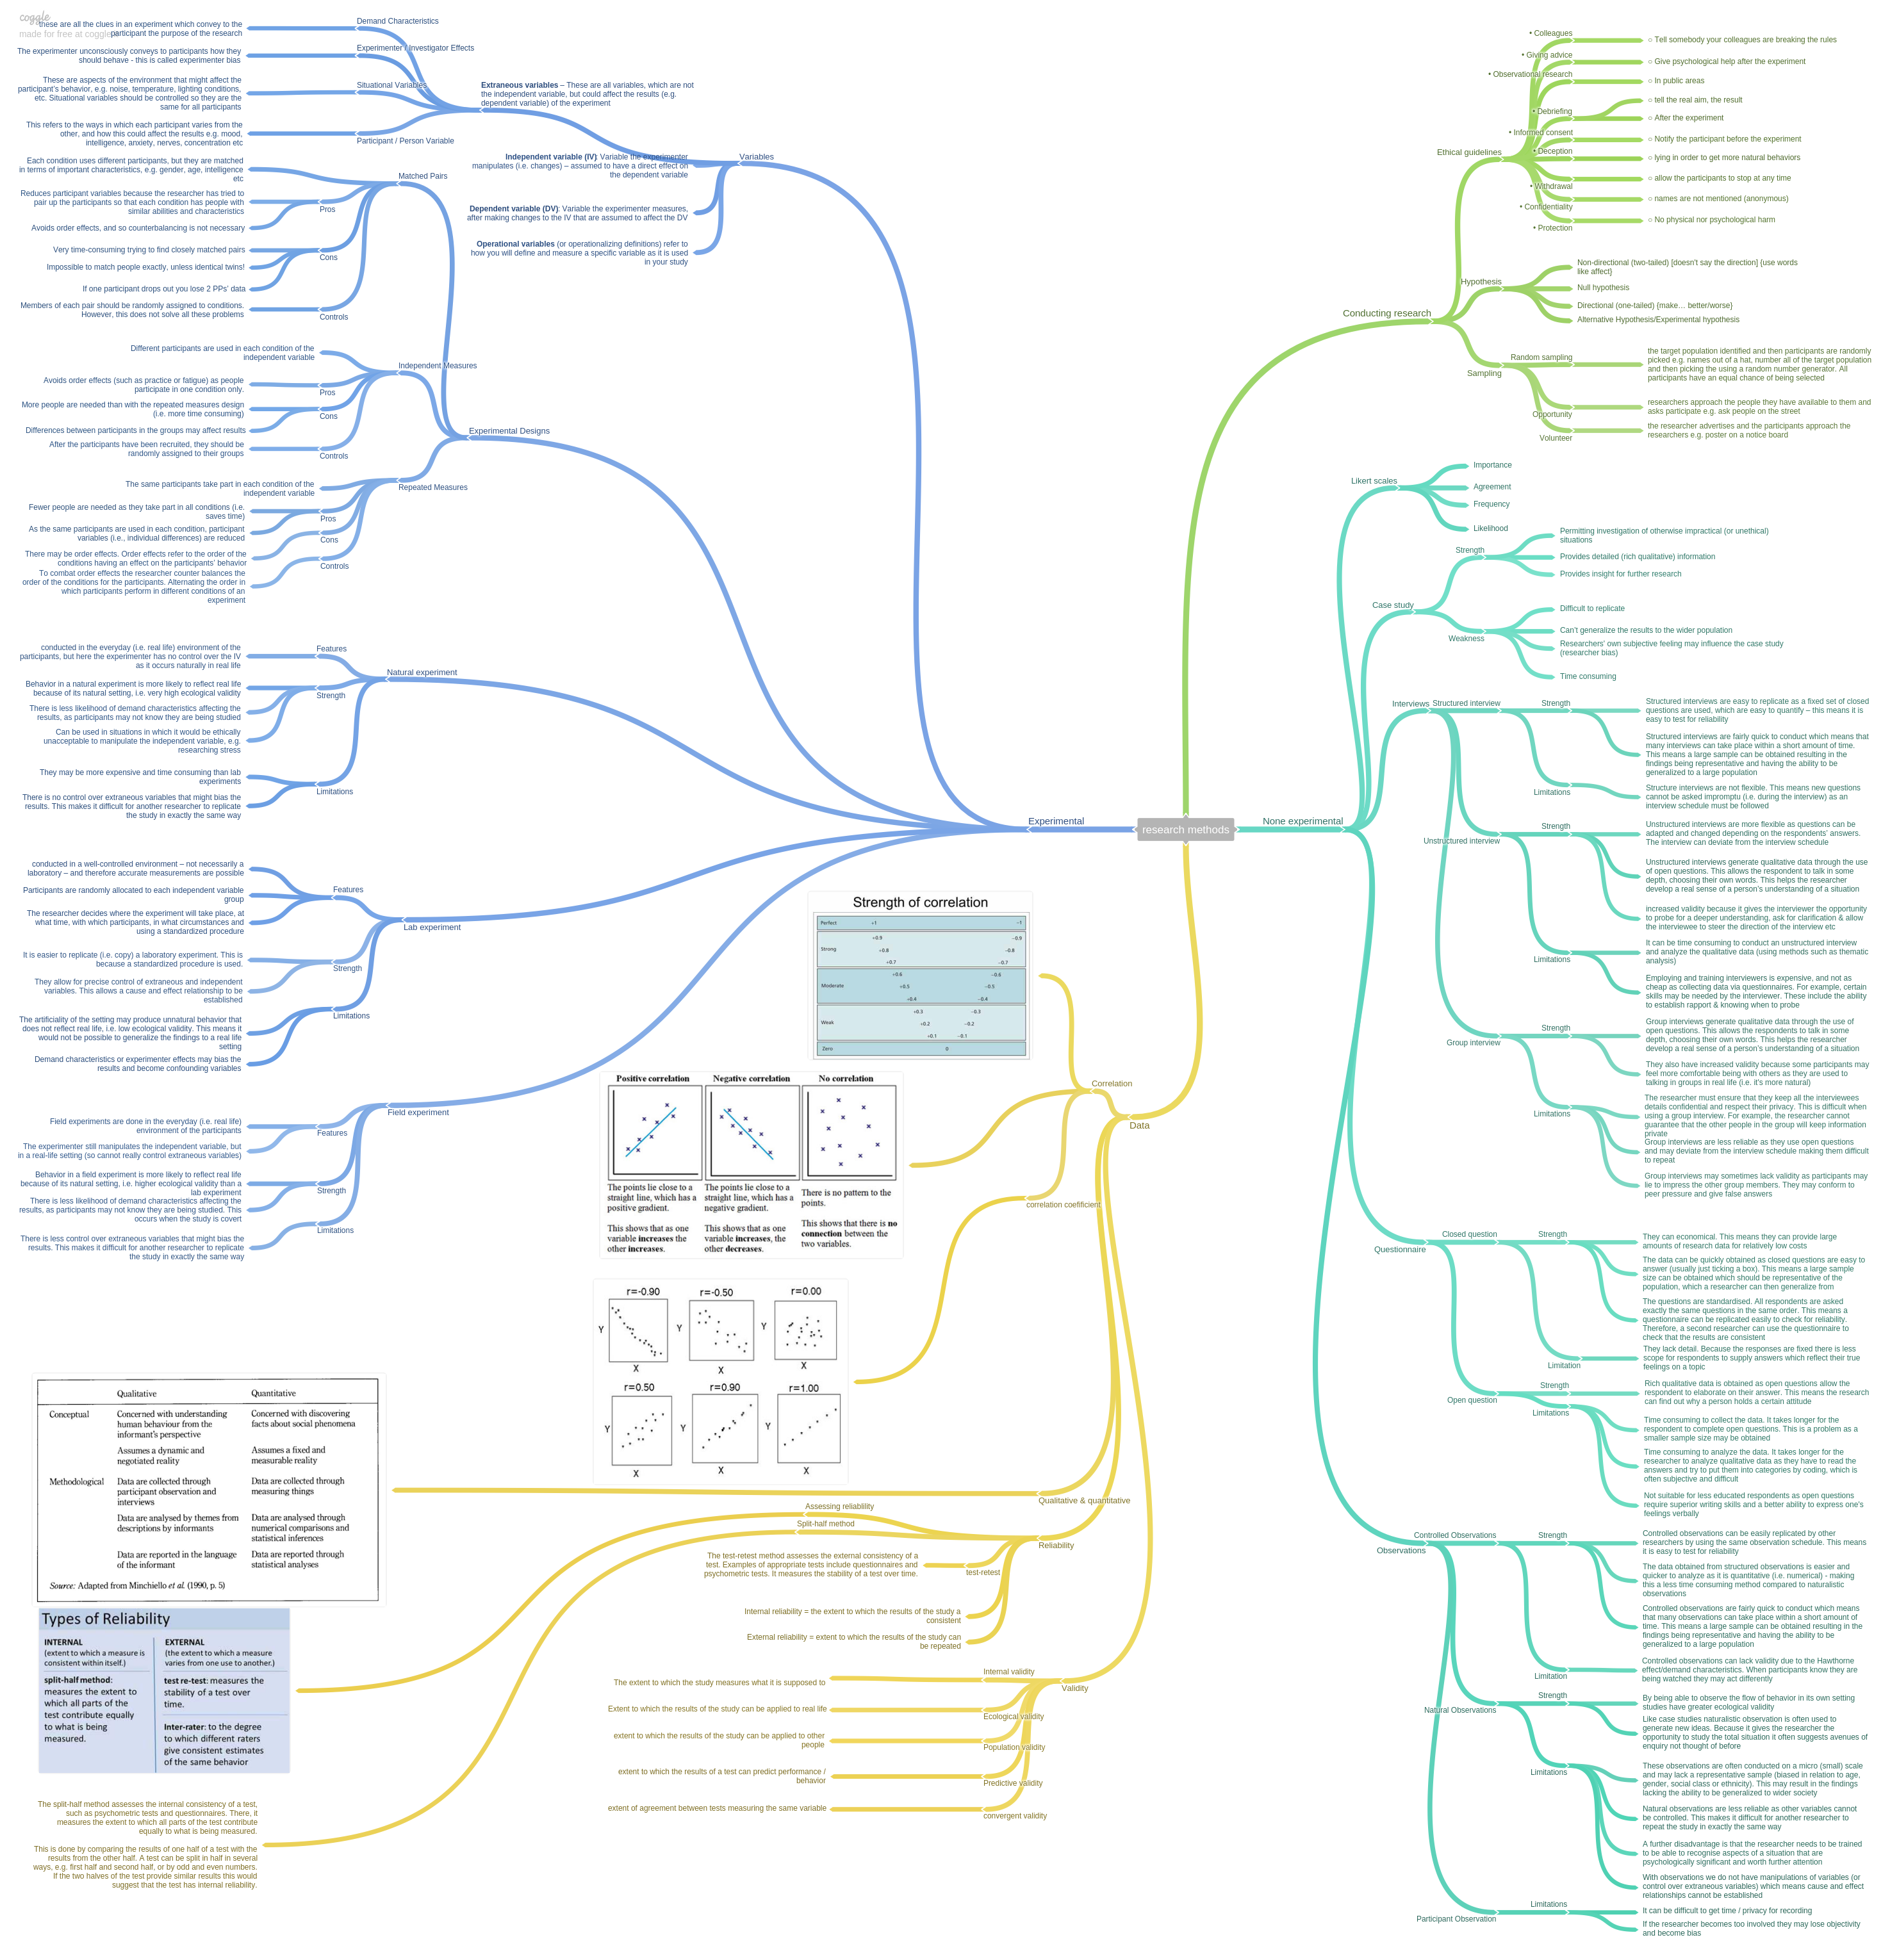 coggle
made for free at coggle
these are all the clues in an experiment which convey to the
participant the purpose of the research
Demand Characteristics
The experimenter unconsciously conveys to participants how they
should behave - this is called experimenter bias
Experimenter / Investigator Effects
These are aspects of the environment that might affect the
participant's behavior, e.g. noise, temperature, lighting conditions,
etc. Situational variables should be controlled so they are the
same for all participants
Situational Variables
This refers to the ways in which each participant varies from the
other, and how this could affect the results e.g. mood,
intelligence, anxiety, nerves, concentration etc
Participant / Person Variable
Extraneous variables – These are all variables, which are not
the independent variable, but could affect the results (e.g.
dependent variable) of the experiment
Independent variable (IV): Variable the experimenter
manipulates (i.e. changes) – assumed to have a direct effect on
the dependent variable
Variables
Dependent variable (DV): Variable the experimenter measures,
after making changes to the IV that are assumed to affect the DV
Operational variables (or operationalizing definitions) refer to
how you will define and measure a specific variable as it is used
in your study
Each condition uses different participants, but they are matched
in terms of important characteristics, e.g. gender, age, intelligence
etc
Matched Pairs
Reduces participant variables because the researcher has tried to
pair up the participants so that each condition has people with
similar abilities and characteristics
Pros
Avoids order effects, and so counterbalancing is not necessary
Very time-consuming trying to find closely matched pairs
Cons
Impossible to match people exactly, unless identical twins!
If one participant drops out you lose 2 PPs' data
Members of each pair should be randomly assigned to conditions.
However, this does not solve all these problems
Controls
Different participants are used in each condition of the
independent variable
Independent Measures
Avoids order effects (such as practice or fatigue) as people
participate in one condition only.
Pros
More people are needed than with the repeated measures design
(i.e. more time consuming)
Cons
Differences between participants in the groups may affect results
After the participants have been recruited, they should be
randomly assigned to their groups
Controls
Experimental Designs
The same participants take part in each condition of the
independent variable
Repeated Measures
Fewer people are needed as they take part in all conditions (i.e.
saves time)
Pros
As the same participants are used in each condition, participant
variables (i.e., individual differences) are reduced
Cons
There may be order effects. Order effects refer to the order of the
conditions having an effect on the participants' behavior
Controls
To combat order effects the researcher counter balances the
order of the conditions for the participants. Alternating the order in
which participants perform in different conditions of an
experiment
conducted in the everyday (i.e. real life) environment of the
participants, but here the experimenter has no control over the IV
as it occurs naturally in real life
Features
Natural experiment
Behavior in a natural experiment is more likely to reflect real life
because of its natural setting, i.e. very high ecological validity
Strength
There is less likelihood of demand characteristics affecting the
results, as participants may not know they are being studied
Can be used in situations in which it would be ethically
unacceptable to manipulate the independent variable, e.g.
researching stress
They may be more expensive and time consuming than lab
experiments
Limitations
There is no control over extraneous variables that might bias the
results. This makes it difficult for another researcher to replicate
the study in exactly the same way
Experimental
research methods
None experimental
conducted in a well-controlled environment – not necessarily a
laboratory – and therefore accurate measurements are possible
Features
Participants are randomly allocated to each independent variable
group
The researcher decides where the experiment will take place, at
what time, with which participants, in what circumstances and
using a standardized procedure
Lab experiment
It is easier to replicate (i.e. copy) a laboratory experiment. This is
because a standardized procedure is used.
Strength
They allow for precise control of extraneous and independent
variables. This allows a cause and effect relationship to be
established
Limitations
The artificiality of the setting may produce unnatural behavior that
does not reflect real life, i.e. low ecological validity. This means it
would not be possible to generalize the findings to a real life
setting
Demand characteristics or experimenter effects may bias the
results and become confounding variables
Field experiment
Field experiments are done in the everyday (i.e. real life)
environment of the participants
Features
The experimenter still manipulates the independent variable, but
in a real-life setting (so cannot really control extraneous variables)
Behavior in a field experiment is more likely to reflect real life
because of its natural setting, i.e. higher ecological validity than a
lab experiment
Strength
There is less likelihood of demand characteristics affecting the
results, as participants may not know they are being studied. This
occurs when the study is covert
Limitations
There is less control over extraneous variables that might bias the
results. This makes it difficult for another researcher to replicate
the study in exactly the same way
Conducting research
Ethical guidelines
• Colleagues
○ Tell somebody your colleagues are breaking the rules
• Giving advice
○ Give psychological help after the experiment
• Observational research
○ In public areas
○ tell the real aim, the result
• Debriefing
○ After the experiment
• Informed consent
○ Notify the participant before the experiment
• Deception
○ lying in order to get more natural behaviors
○ allow the participants to stop at any time
• Withdrawal
○ names are not mentioned (anonymous)
• Confidentiality
○ No physical nor psychological harm
• Protection
Hypothesis
Non-directional (two-tailed) [doesn't say the direction] {use words
like affect}
Null hypothesis
Directional (one-tailed) {make… better/worse}
Alternative Hypothesis/Experimental hypothesis
Sampling
Random sampling
the target population identified and then participants are randomly
picked e.g. names out of a hat, number all of the target population
and then picking the using a random number generator. All
participants have an equal chance of being selected
Opportunity
researchers approach the people they have available to them and
asks participate e.g. ask people on the street
Volunteer
the researcher advertises and the participants approach the
researchers e.g. poster on a notice board
Likert scales
Importance
Agreement
Frequency
Likelihood
Case study
Strength
Permitting investigation of otherwise impractical (or unethical)
situations
Provides detailed (rich qualitative) information
Provides insight for further research
Weakness
Difficult to replicate
Can't generalize the results to the wider population
Researchers' own subjective feeling may influence the case study
(researcher bias)
Time consuming
Interviews
Structured interview
Strength
Structured interviews are easy to replicate as a fixed set of closed
questions are used, which are easy to quantify – this means it is
easy to test for reliability
Structured interviews are fairly quick to conduct which means that
many interviews can take place within a short amount of time.
This means a large sample can be obtained resulting in the
findings being representative and having the ability to be
generalized to a large population
Limitations
Structure interviews are not flexible. This means new questions
cannot be asked impromptu (i.e. during the interview) as an
interview schedule must be followed
Unstructured interview
Strength
Unstructured interviews are more flexible as questions can be
adapted and changed depending on the respondents' answers.
The interview can deviate from the interview schedule
Unstructured interviews generate qualitative data through the use
of open questions. This allows the respondent to talk in some
depth, choosing their own words. This helps the researcher
develop a real sense of a person's understanding of a situation
increased validity because it gives the interviewer the opportunity
to probe for a deeper understanding, ask for clarification & allow
the interviewee to steer the direction of the interview etc
Limitations
It can be time consuming to conduct an unstructured interview
and analyze the qualitative data (using methods such as thematic
analysis)
Employing and training interviewers is expensive, and not as
cheap as collecting data via questionnaires. For example, certain
skills may be needed by the interviewer. These include the ability
to establish rapport & knowing when to probe
Group interview
Strength
Group interviews generate qualitative data through the use of
open questions. This allows the respondents to talk in some
depth, choosing their own words. This helps the researcher
develop a real sense of a person's understanding of a situation
They also have increased validity because some participants may
feel more comfortable being with others as they are used to
talking in groups in real life (i.e. it's more natural)
Limitations
The researcher must ensure that they keep all the interviewees
details confidential and respect their privacy. This is difficult when
using a group interview. For example, the researcher cannot
guarantee that the other people in the group will keep information
private
Group interviews are less reliable as they use open questions
and may deviate from the interview schedule making them difficult
to repeat
Group interviews may sometimes lack validity as participants may
lie to impress the other group members. They may conform to
peer pressure and give false answers
Questionnaire
Closed question
Strength
They can economical. This means they can provide large
amounts of research data for relatively low costs
The data can be quickly obtained as closed questions are easy to
answer (usually just ticking a box). This means a large sample
size can be obtained which should be representative of the
population, which a researcher can then generalize from
The questions are standardised. All respondents are asked
exactly the same questions in the same order. This means a
questionnaire can be replicated easily to check for reliability.
Therefore, a second researcher can use the questionnaire to
check that the results are consistent
Limitation
They lack detail. Because the responses are fixed there is less
scope for respondents to supply answers which reflect their true
feelings on a topic
Open question
Strength
Rich qualitative data is obtained as open questions allow the
respondent to elaborate on their answer. This means the research
can find out why a person holds a certain attitude
Limitations
Time consuming to collect the data. It takes longer for the
respondent to complete open questions. This is a problem as a
smaller sample size may be obtained
Time consuming to analyze the data. It takes longer for the
researcher to analyze qualitative data as they have to read the
answers and try to put them into categories by coding, which is
often subjective and difficult
Not suitable for less educated respondents as open questions
require superior writing skills and a better ability to express one's
feelings verbally
Observations
Controlled Observations
Strength
Controlled observations can be easily replicated by other
researchers by using the same observation schedule. This means
it is easy to test for reliability
The data obtained from structured observations is easier and
quicker to analyze as it is quantitative (i.e. numerical) - making
this a less time consuming method compared to naturalistic
observations
Controlled observations are fairly quick to conduct which means
that many observations can take place within a short amount of
time. This means a large sample can be obtained resulting in the
findings being representative and having the ability to be
generalized to a large population
Limitation
Controlled observations can lack validity due to the Hawthorne
effect/demand characteristics. When participants know they are
being watched they may act differently
Natural Observations
Strength
By being able to observe the flow of behavior in its own setting
studies have greater ecological validity
Like case studies naturalistic observation is often used to
generate new ideas. Because it gives the researcher the
opportunity to study the total situation it often suggests avenues of
enquiry not thought of before
Limitations
These observations are often conducted on a micro (small) scale
and may lack a representative sample (biased in relation to age,
gender, social class or ethnicity). This may result in the findings
lacking the ability to be generalized to wider society
Natural observations are less reliable as other variables cannot
be controlled. This makes it difficult for another researcher to
repeat the study in exactly the same way
A further disadvantage is that the researcher needs to be trained
to be able to recognise aspects of a situation that are
psychologically significant and worth further attention
With observations we do not have manipulations of variables (or
control over extraneous variables) which means cause and effect
relationships cannot be established
Participant Observation
Limitations
It can be difficult to get time / privacy for recording
If the researcher becomes too involved they may lose objectivity
and become bias
Data
Correlation
Strength of correlation
Perfect +1 −1
+0.9 −0.9
Strong +0.8 −0.8
+0.7 −0.7
+0.6 −0.6
Moderate +0.5 −0.5
+0.4 −0.4
+0.3 −0.3
Weak +0.2 −0.2
+0.1 −0.1
Zero 0
Positive correlation
The points lie close to a
straight line, which has a
positive gradient.
This shows that as one
variable increases the
other increases.
Negative correlation
The points lie close to a
straight line, which has a
negative gradient.
This shows that as one
variable increases, the
other decreases.
No correlation
There is no pattern to the
points.
This shows that there is no
connection between the
two variables.
correlation coefificient
r=-0.90 r=-0.50 r=0.00
Y Y Y
X X X
r=0.50 r=0.90 r=1.00
Y Y Y
X X X
Qualitative & quantitative
Qualitative Quantitative
Conceptual
Concerned with understanding
human behaviour from the
informant's perspective
Concerned with discovering
facts about social phenomena
Assumes a dynamic and
negotiated reality
Assumes a fixed and
measurable reality
Methodological
Data are collected through
participant observation and
interviews
Data are collected through
measuring things
Data are analysed by themes from
descriptions by informants
Data are analysed through
numerical comparisons and
statistical inferences
Data are reported in the language
of the informant
Data are reported through
statistical analyses
Source: Adapted from Minchiello et al. (1990, p. 5)
Reliability
Assessing reliablility
Types of Reliability
INTERNAL
(extent to which a measure is
consistent within itself.)
split-half method:
measures the extent to
which all parts of the
test contribute equally
to what is being
measured.
EXTERNAL
(the extent to which a measure
varies from one use to another.)
test re-test: measures the
stability of a test over
time.
Inter-rater: to the degree
to which different raters
give consistent estimates
of the same behavior
Split-half method
The split-half method assesses the internal consistency of a test,
such as psychometric tests and questionnaires. There, it
measures the extent to which all parts of the test contribute
equally to what is being measured.
This is done by comparing the results of one half of a test with the
results from the other half. A test can be split in half in several
ways, e.g. first half and second half, or by odd and even numbers.
If the two halves of the test provide similar results this would
suggest that the test has internal reliability.
The test-retest method assesses the external consistency of a
test. Examples of appropriate tests include questionnaires and
psychometric tests. It measures the stability of a test over time.
test-retest
Internal reliability = the extent to which the results of the study a
consistent
External reliability = extent to which the results of the study can
be repeated
Validity
Internal validity
The extent to which the study measures what it is supposed to
Extent to which the results of the study can be applied to real life
Ecological validity
extent to which the results of the study can be applied to other
people
Population validity
extent to which the results of a test can predict performance /
behavior
Predictive validity
extent of agreement between tests measuring the same variable
convergent validity